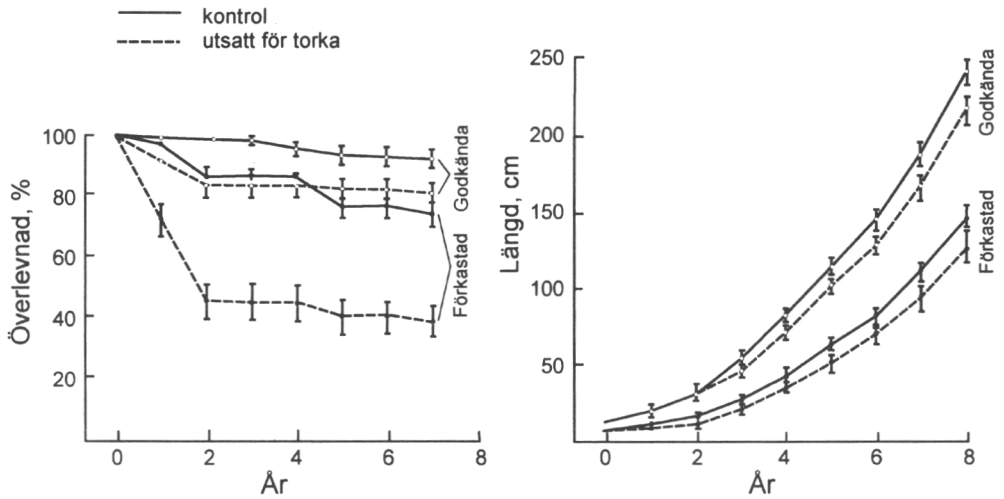 kontrol
utsatt för torka
Överlevnad, %
100
80
60
40
20
0
2
4
6
8
År
Godkända
Förkastad
Längd, cm
250
200
150
100
50
0
2
4
6
8
År
Godkända
Förkastad